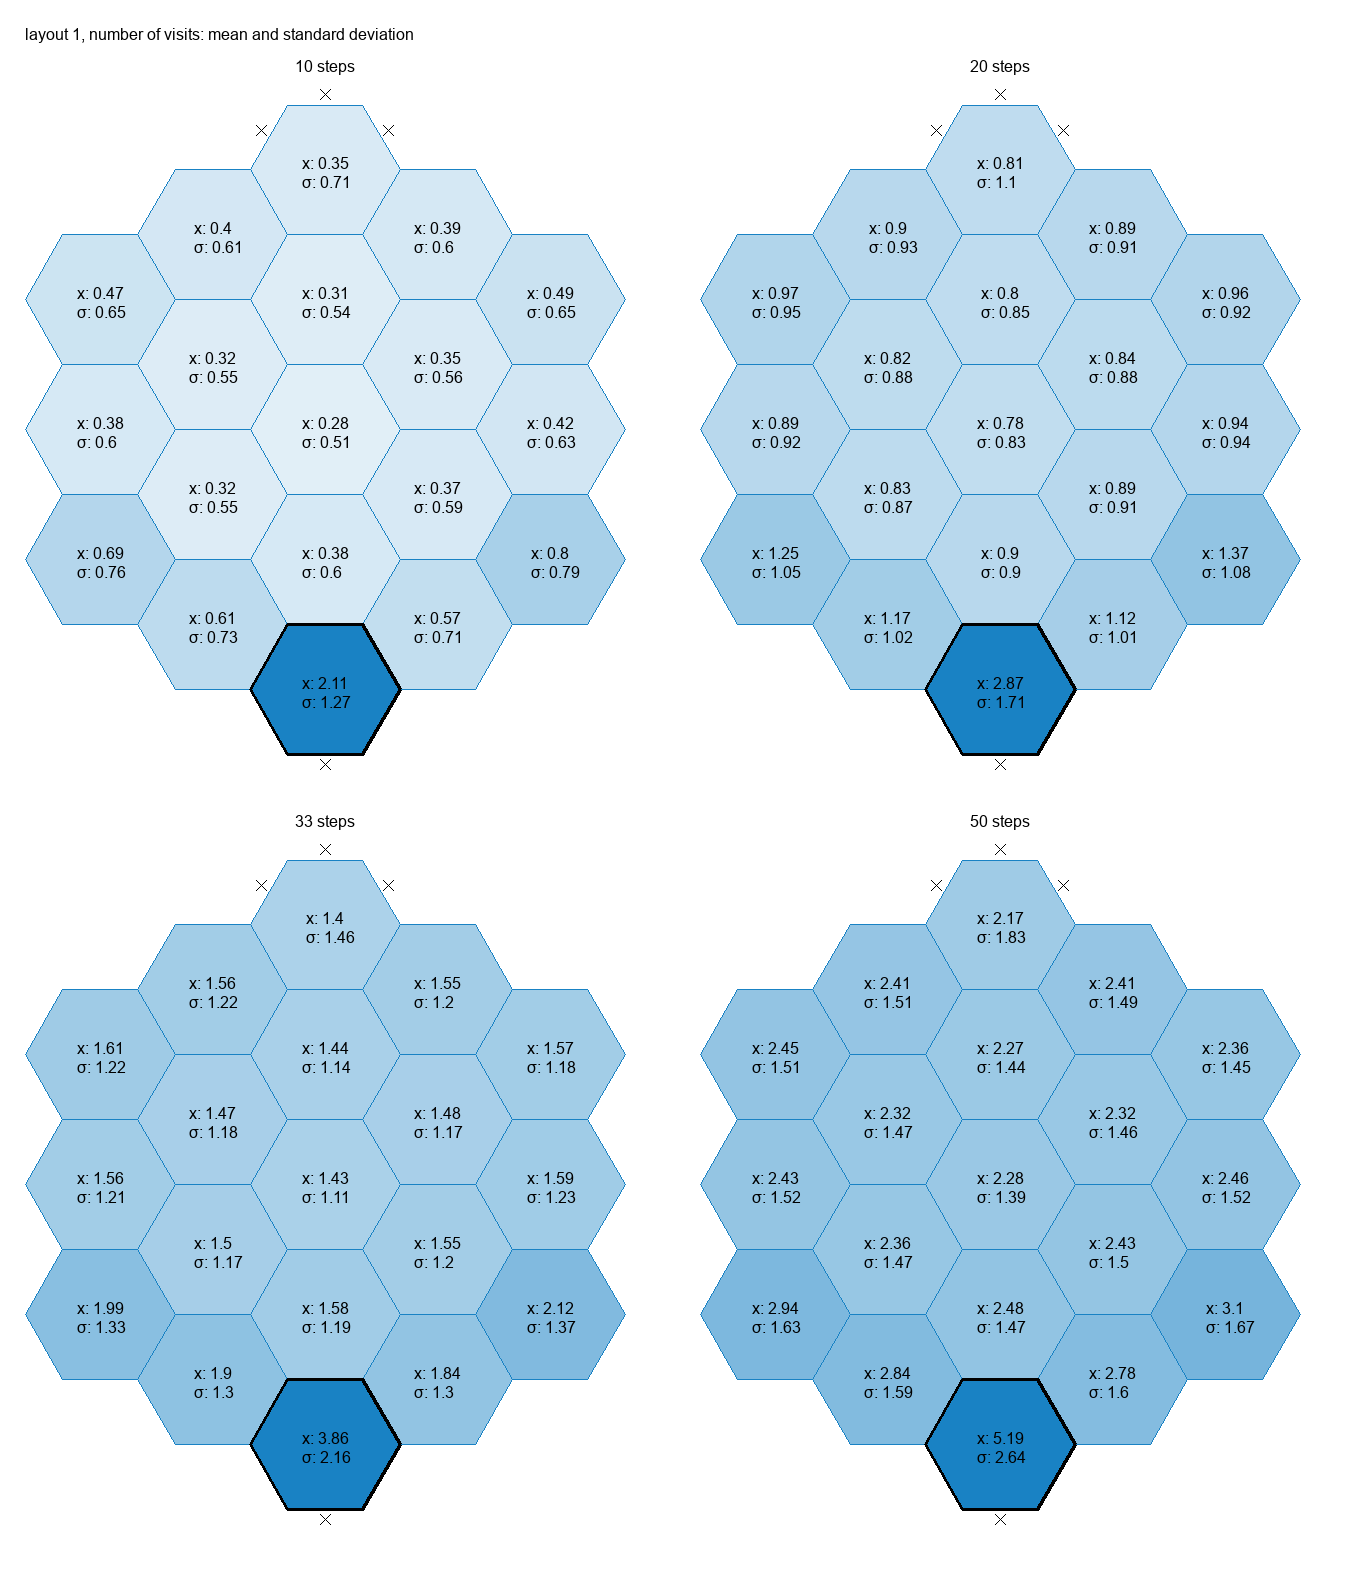 layout 1, number of visits: mean and standard deviation
10 steps
x: 0.35
σ: 0.71
x: 0.4
σ: 0.61
x: 0.39
σ: 0.6
x: 0.47
σ: 0.65
x: 0.31
σ: 0.54
x: 0.49
σ: 0.65
x: 0.32
σ: 0.55
x: 0.35
σ: 0.56
x: 0.38
σ: 0.6
x: 0.28
σ: 0.51
x: 0.42
σ: 0.63
x: 0.32
σ: 0.55
x: 0.37
σ: 0.59
x: 0.69
σ: 0.76
x: 0.38
σ: 0.6
x: 0.8
σ: 0.79
x: 0.61
σ: 0.73
x: 0.57
σ: 0.71
x: 2.11
σ: 1.27
20 steps
x: 0.81
σ: 1.1
x: 0.9
σ: 0.93
x: 0.89
σ: 0.91
x: 0.97
σ: 0.95
x: 0.8
σ: 0.85
x: 0.96
σ: 0.92
x: 0.82
σ: 0.88
x: 0.84
σ: 0.88
x: 0.89
σ: 0.92
x: 0.78
σ: 0.83
x: 0.94
σ: 0.94
x: 0.83
σ: 0.87
x: 0.89
σ: 0.91
x: 1.25
σ: 1.05
x: 0.9
σ: 0.9
x: 1.37
σ: 1.08
x: 1.17
σ: 1.02
x: 1.12
σ: 1.01
x: 2.87
σ: 1.71
33 steps
x: 1.4
σ: 1.46
x: 1.56
σ: 1.22
x: 1.55
σ: 1.2
x: 1.61
σ: 1.22
x: 1.44
σ: 1.14
x: 1.57
σ: 1.18
x: 1.47
σ: 1.18
x: 1.48
σ: 1.17
x: 1.56
σ: 1.21
x: 1.43
σ: 1.11
x: 1.59
σ: 1.23
x: 1.5
σ: 1.17
x: 1.55
σ: 1.2
x: 1.99
σ: 1.33
x: 1.58
σ: 1.19
x: 2.12
σ: 1.37
x: 1.9
σ: 1.3
x: 1.84
σ: 1.3
x: 3.86
σ: 2.16
50 steps
x: 2.17
σ: 1.83
x: 2.41
σ: 1.51
x: 2.41
σ: 1.49
x: 2.45
σ: 1.51
x: 2.27
σ: 1.44
x: 2.36
σ: 1.45
x: 2.32
σ: 1.47
x: 2.32
σ: 1.46
x: 2.43
σ: 1.52
x: 2.28
σ: 1.39
x: 2.46
σ: 1.52
x: 2.36
σ: 1.47
x: 2.43
σ: 1.5
x: 2.94
σ: 1.63
x: 2.48
σ: 1.47
x: 3.1
σ: 1.67
x: 2.84
σ: 1.59
x: 2.78
σ: 1.6
x: 5.19
σ: 2.64